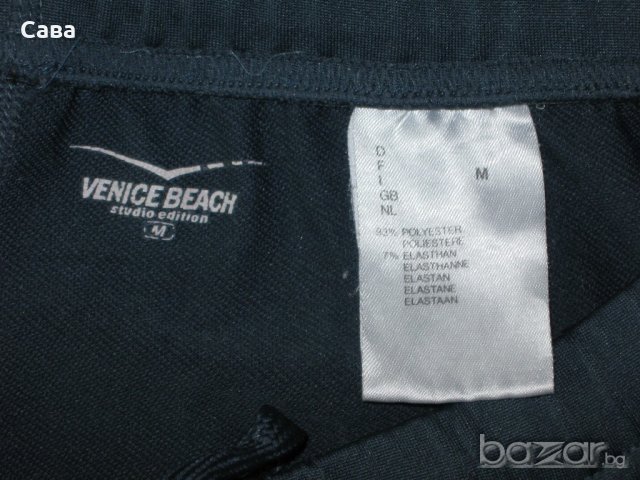 Сава
VENICE BEACH
studio edition
M
D
F
I
GB
NL
M
93% POLYESTER
POLIESTERE
7% ELASTHAN
ELASTHANNE
ELASTAN
ELASTANE
ELASTAAN
bazar.bg